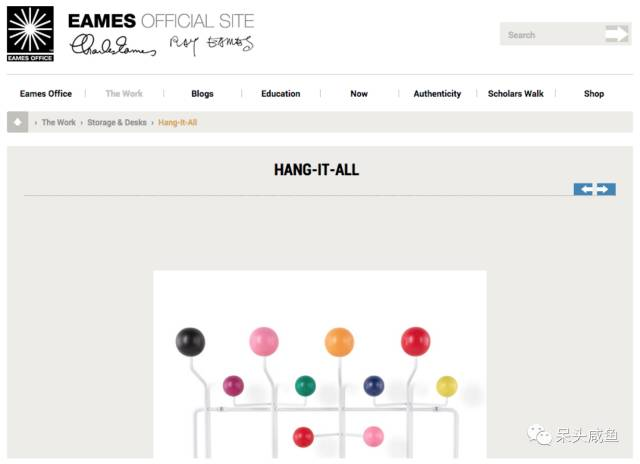 EAMES OFFICIAL SITE
Charles Eames RAY EAMES
EAMES OFFICE
Search
Eames Office | The Work | Blogs | Education | Now | Authenticity | Scholars Walk | Shop
› The Work › Storage & Desks › Hang-It-All
HANG-IT-ALL
呆头咸鱼